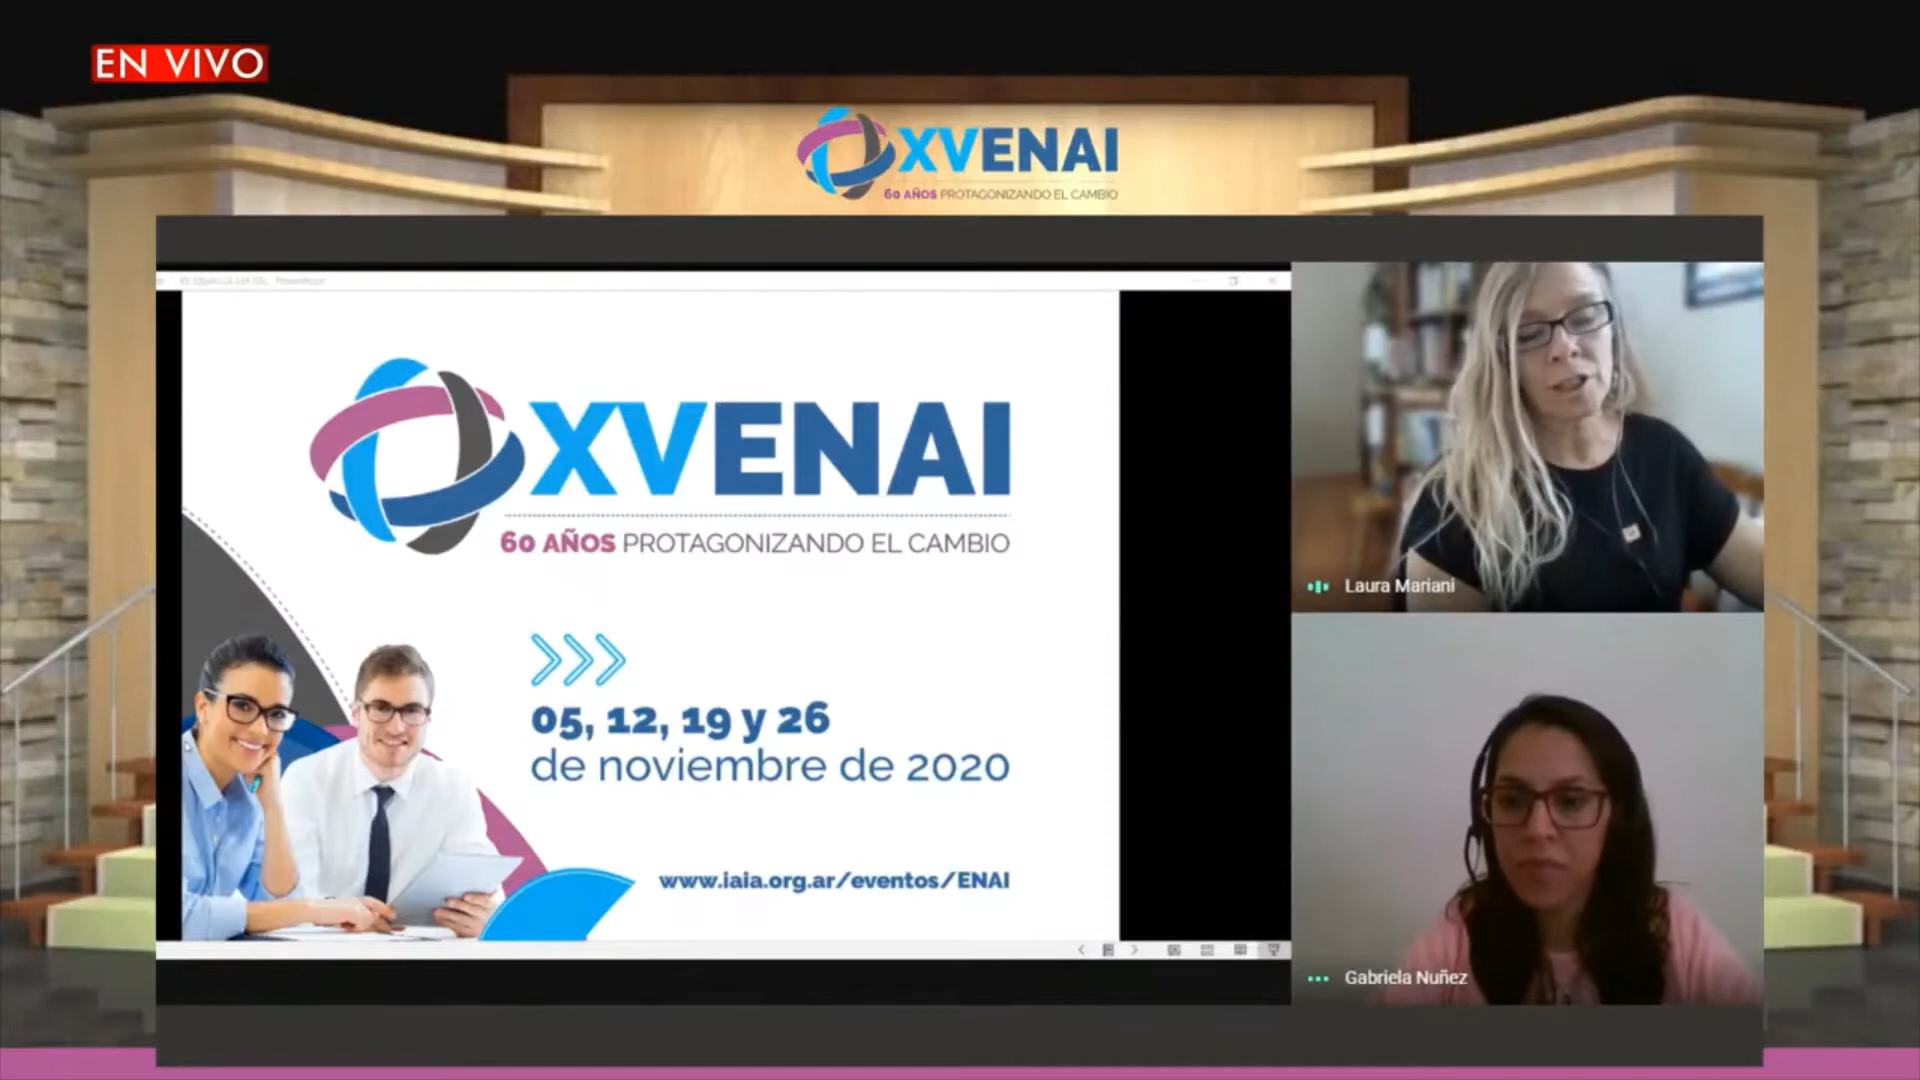 EN VIVO
XVENAI
60 AÑOS PROTAGONIZANDO EL CAMBIO
XVENAI
60 AÑOS PROTAGONIZANDO EL CAMBIO
05, 12, 19 y 26
de noviembre de 2020
www.iaia.org.ar/eventos/ENAI
Laura Mariani
Gabriela Nuñez